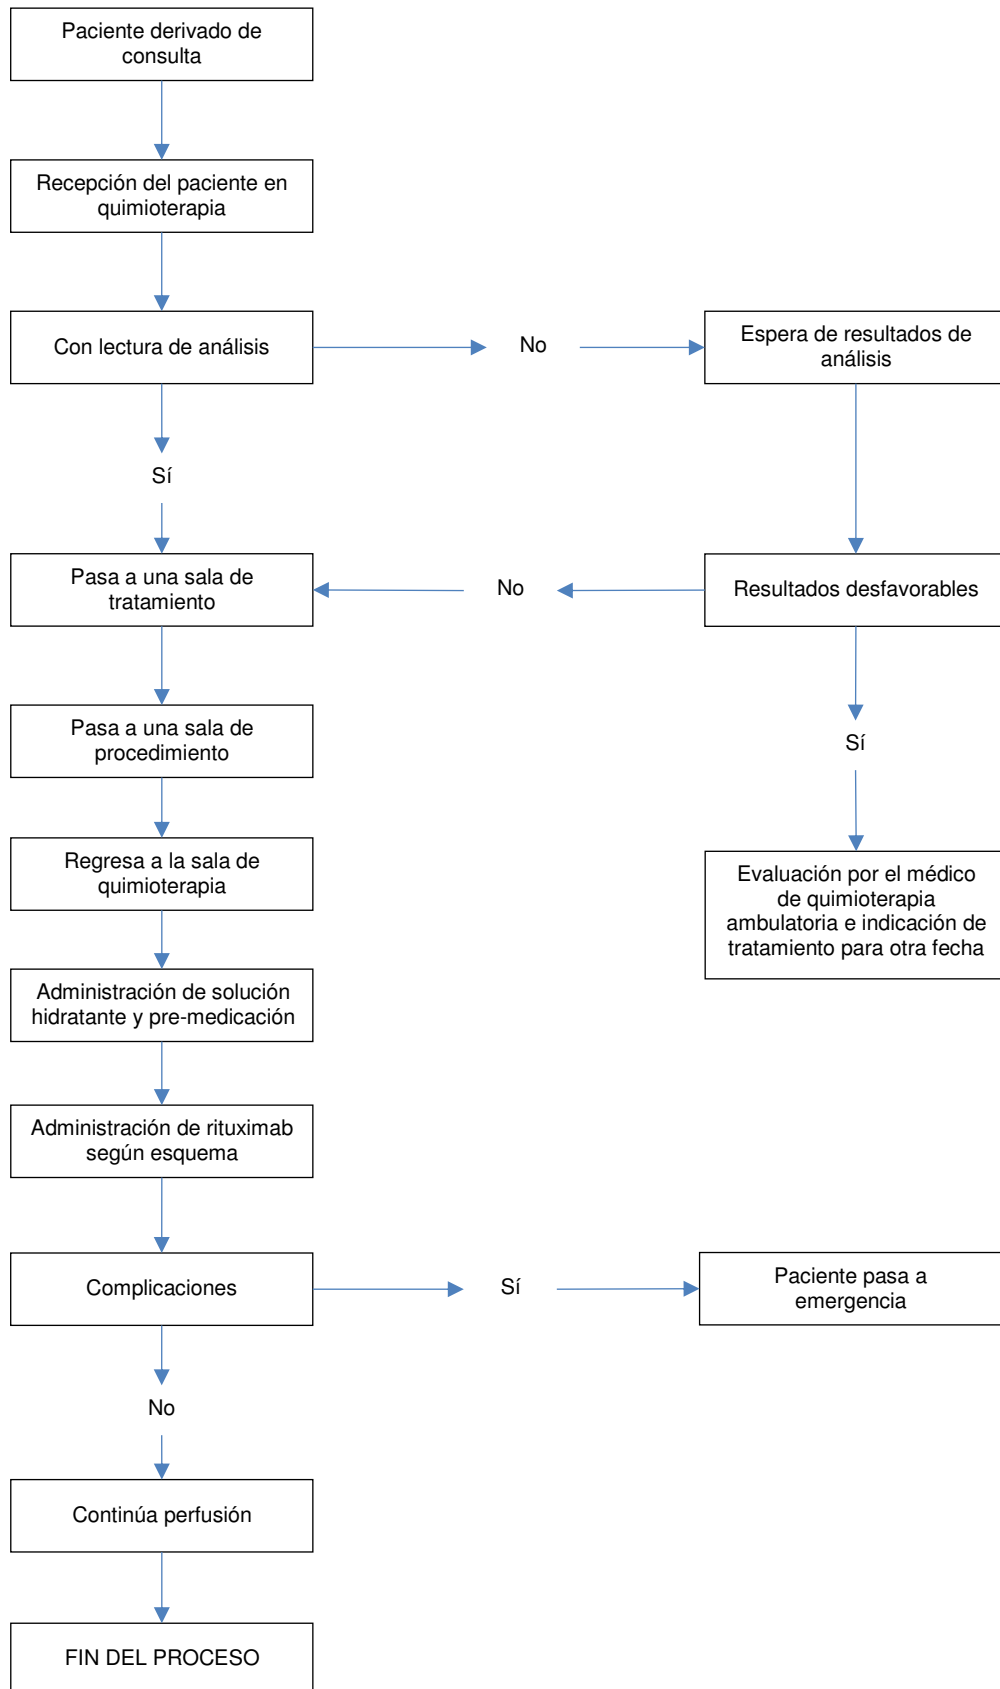 Paciente derivado de
consulta
Recepción del paciente en
quimioterapia
Con lectura de análisis
No
Espera de resultados de
análisis
Sí
Pasa a una sala de
tratamiento
No
Resultados desfavorables
Pasa a una sala de
procedimiento
Sí
Regresa a la sala de
quimioterapia
Evaluación por el médico
de quimioterapia
ambulatoria e indicación de
tratamiento para otra fecha
Administración de solución
hidratante y pre-medicación
Administración de rituximab
según esquema
Complicaciones
Sí
Paciente pasa a
emergencia
No
Continúa perfusión
FIN DEL PROCESO